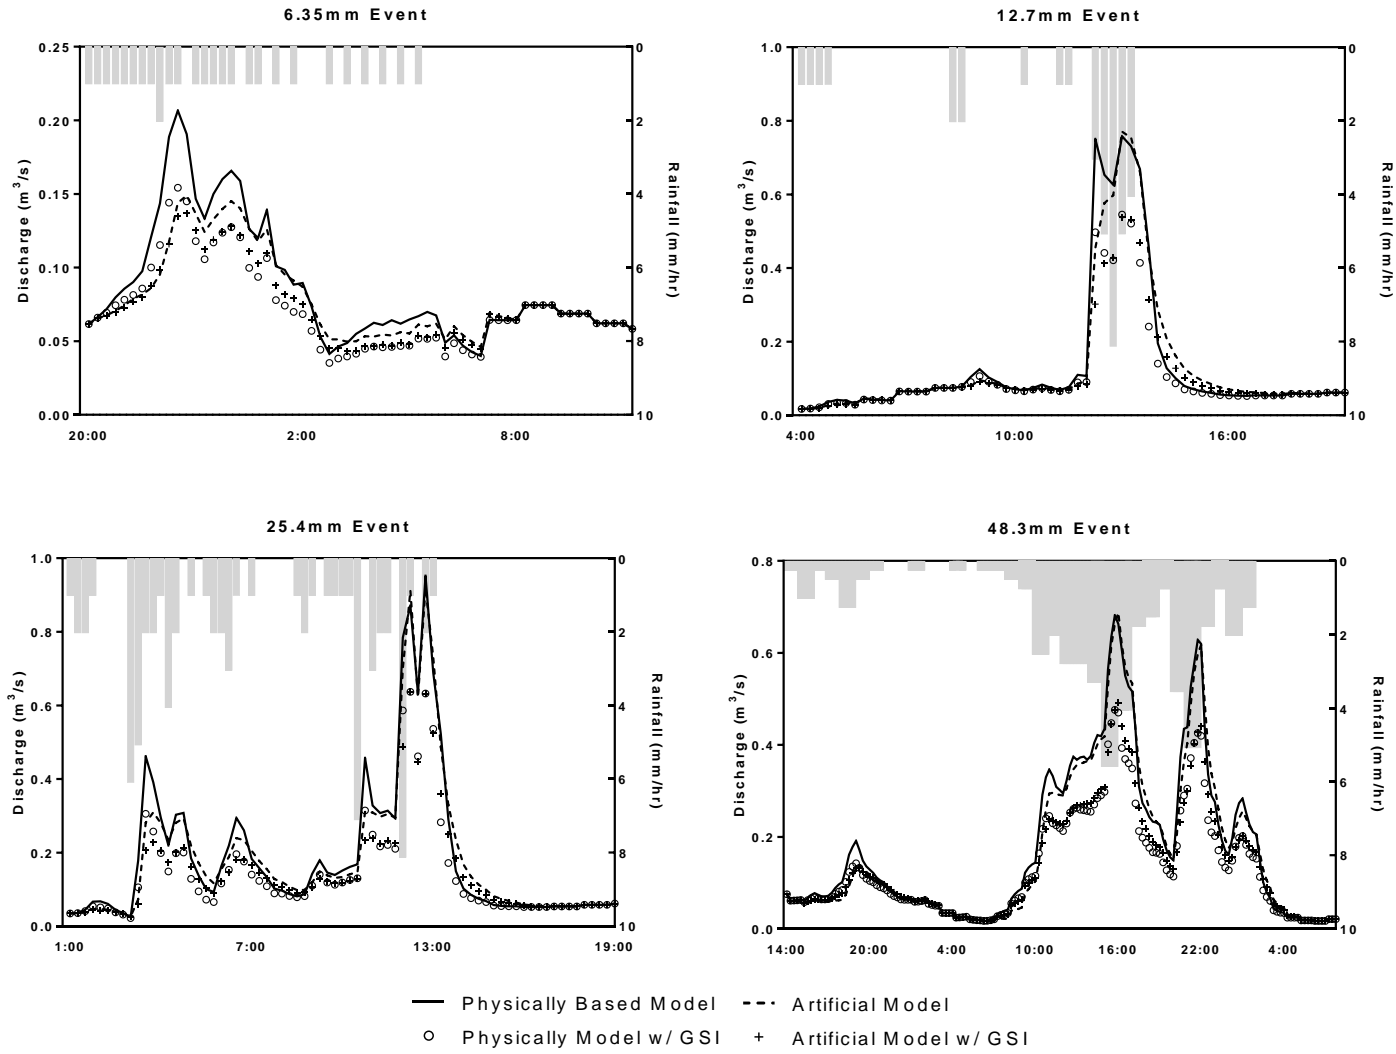 6.35mm Event
12.7mm Event
0.25
0.20
0.15
0.10
0.05
0.00
Discharge (m³/s)
0
2
4
6
8
10
Rainfall (mm/hr)
20:00 2:00 8:00
1.0
0.8
0.6
0.4
0.2
0.0
Discharge (m³/s)
0
2
4
6
8
10
Rainfall (mm/hr)
4:00 10:00 16:00
25.4mm Event
48.3mm Event
1.0
0.8
0.6
0.4
0.2
0.0
Discharge (m³/s)
0
2
4
6
8
10
Rainfall (mm/hr)
1:00 7:00 13:00 19:00
0.8
0.6
0.4
0.2
0.0
Discharge (m³/s)
0
2
4
6
8
10
Rainfall (mm/hr)
14:00 20:00 4:00 10:00 16:00 22:00 4:00
Physically Based Model Artificial Model
Physically Model w/ GSI Artificial Model w/ GSI